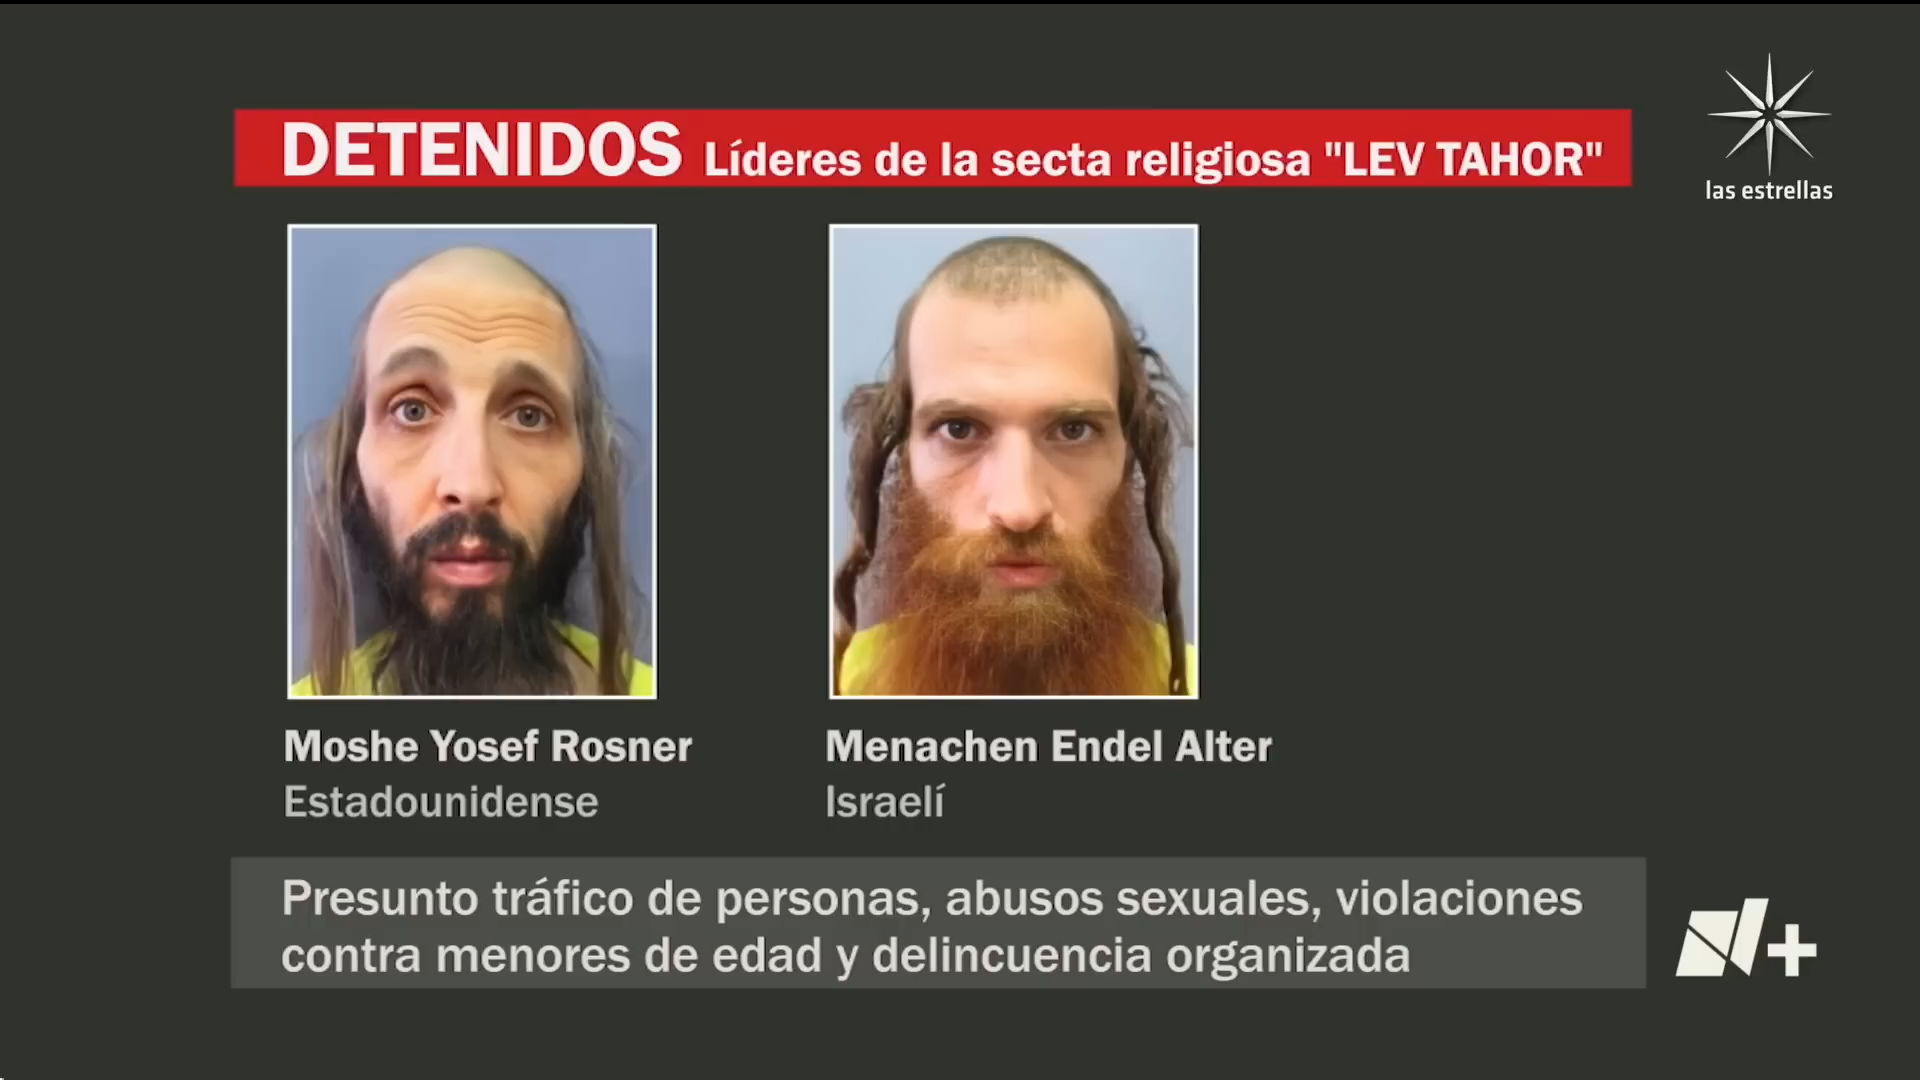 DETENIDOS Líderes de la secta religiosa "LEV TAHOR"
las estrellas
Moshe Yosef Rosner
Estadounidense
Menachen Endel Alter
Israelí
Presunto tráfico de personas, abusos sexuales, violaciones
contra menores de edad y delincuencia organizada
N+